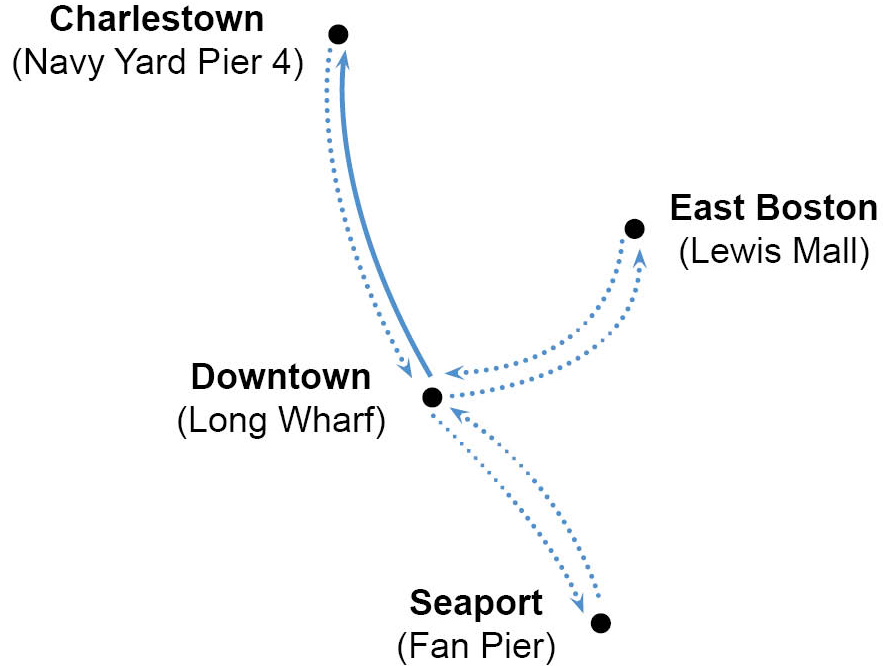 Charlestown
(Navy Yard Pier 4)
East Boston
(Lewis Mall)
Downtown
(Long Wharf)
Seaport
(Fan Pier)